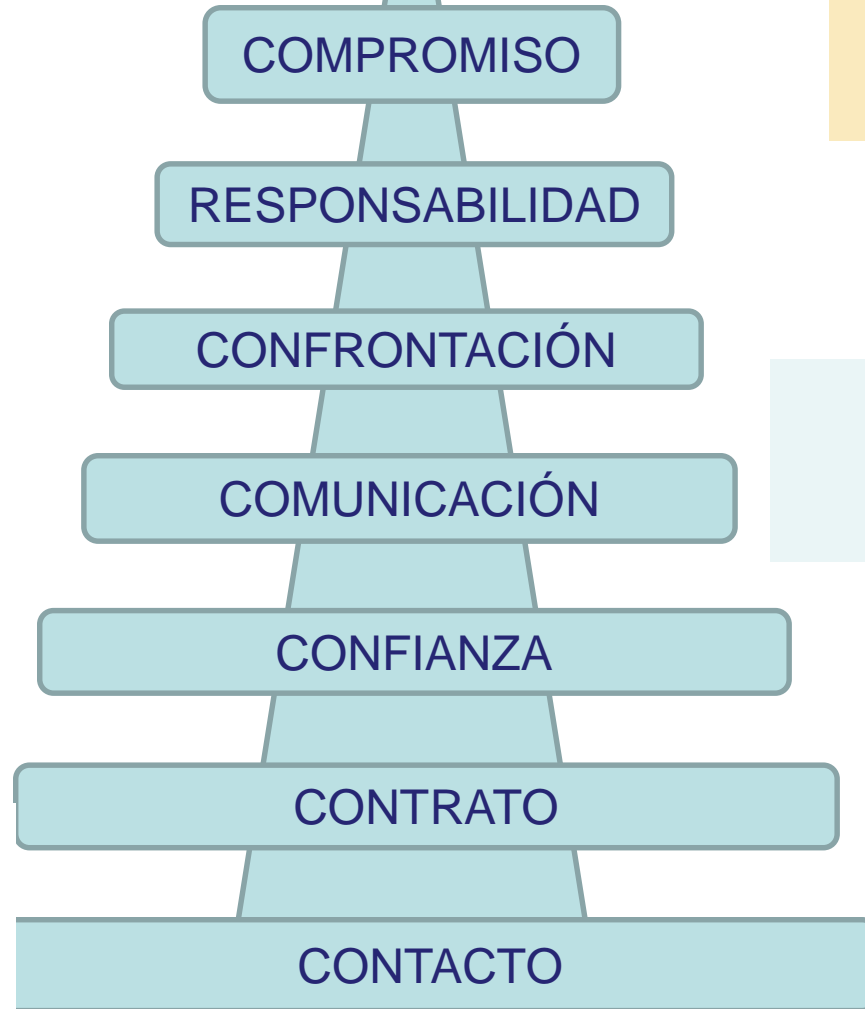 COMPROMISO
RESPONSABILIDAD
CONFRONTACIÓN
COMUNICACIÓN
CONFIANZA
CONTRATO
CONTACTO